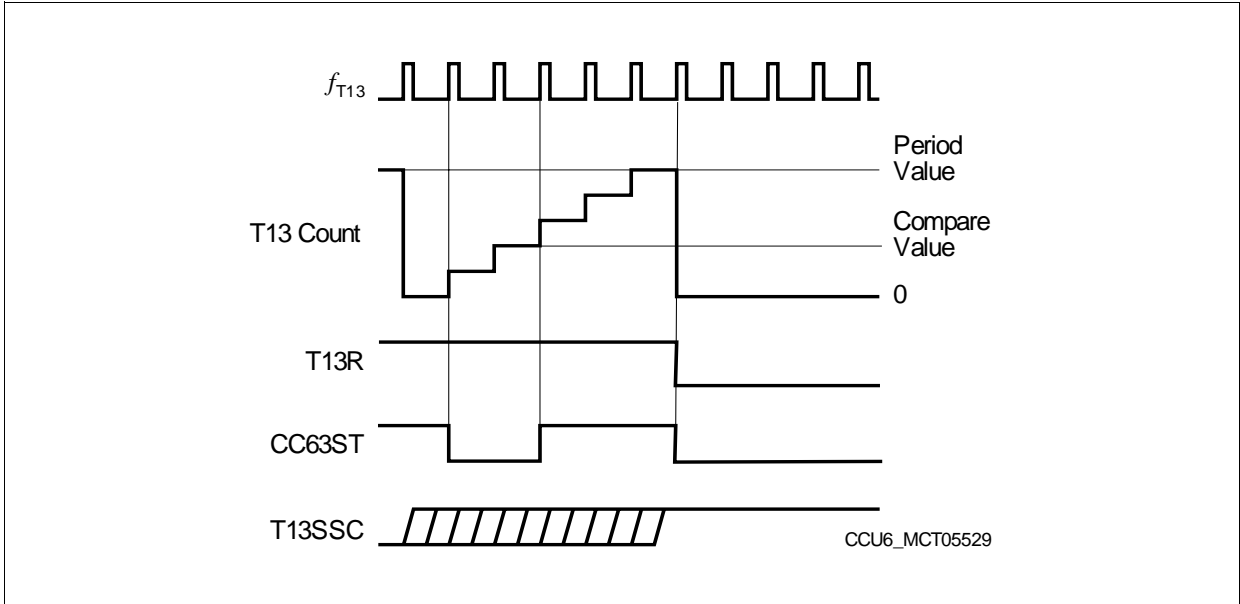 fT13
Period
Value
T13 Count
Compare
Value
0
T13R
CC63ST
T13SSC
CCU6_MCT05529